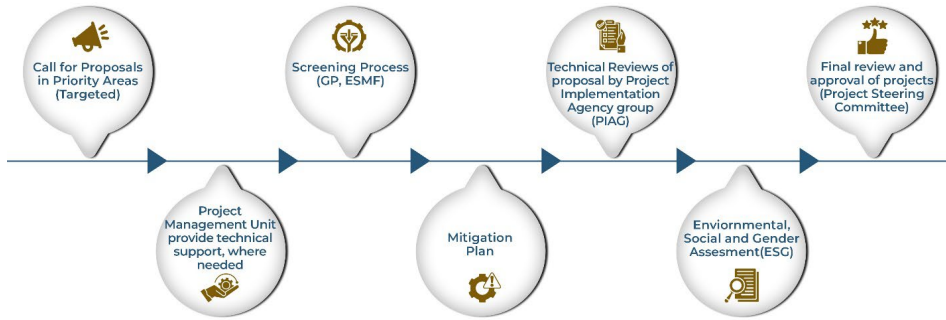 Call for Proposals
in Priority Areas
(Targeted)
Project
Management Unit
provide technical
support, where
needed
Screening Process
(GP, ESMF)
Mitigation
Plan
Technical Reviews of
proposal by Project
Implementation
Agency group
(PIAG)
Enviornmental,
Social and Gender
Assesment(ESG)
Final review and
approval of projects
(Project Steering
Committee)